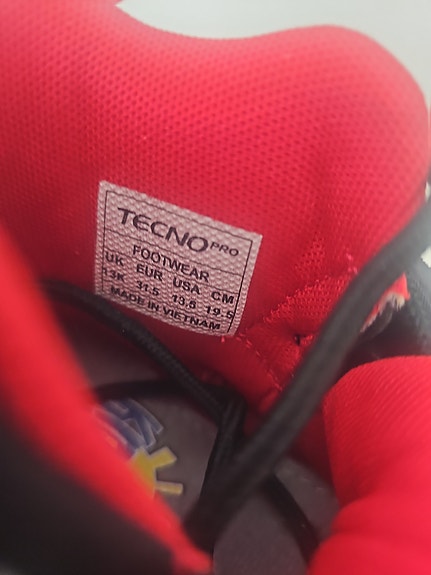 TECNO PRO
FOOTWEAR
UK EUR USA CM
13K 31.5 13.5 19.5
MADE IN VIETNAM